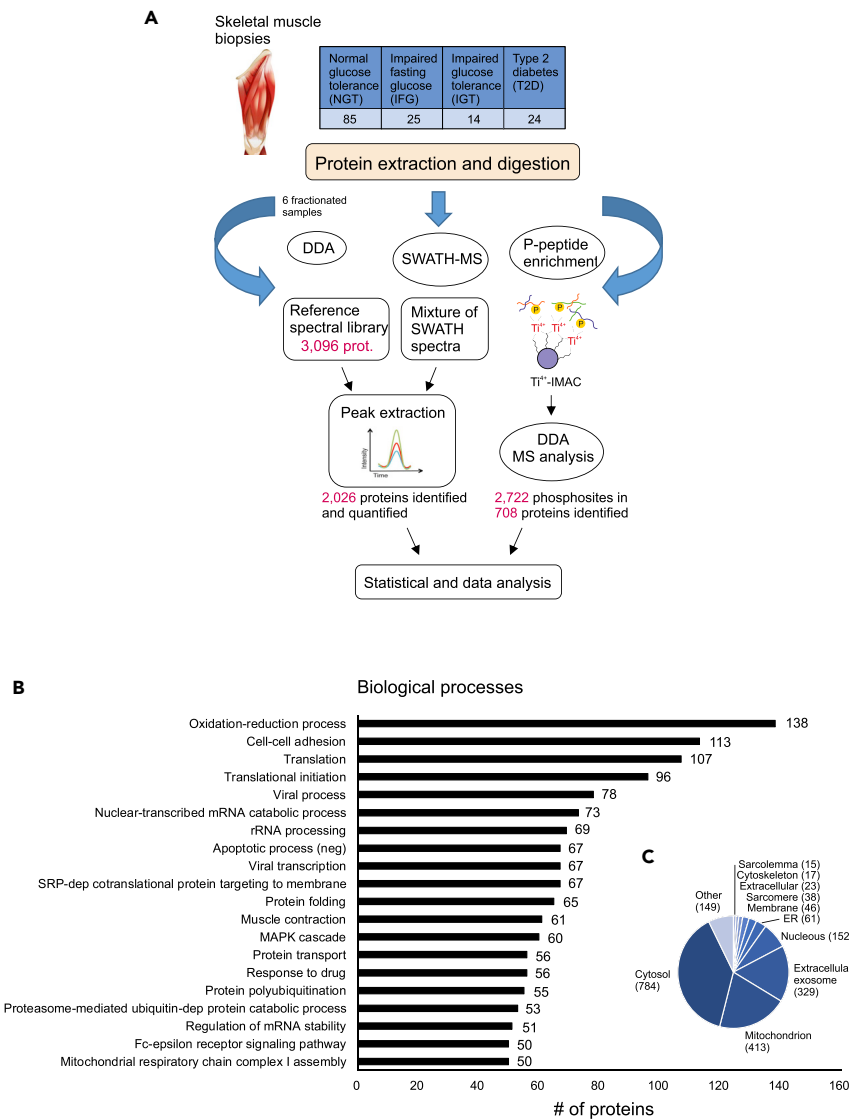 A
Skeletal muscle
biopsies
Normal
glucose
tolerance
(NGT)
Impaired
fasting
glucose
(IFG)
Impaired
glucose
tolerance
(IGT)
Type 2
diabetes
(T2D)
85
25
14
24
Protein extraction and digestion
6 fractionated
samples
DDA
SWATH-MS
P-peptide
enrichment
Reference
spectral library
3,096 prot.
Mixture of
SWATH
spectra
P
P
P
Ti4+
Ti4+
Ti4+
Ti4+-IMAC
Peak extraction
Intensity
Time
DDA
MS analysis
2,026 proteins identified
and quantified
2,722 phosphosites in
708 proteins identified
Statistical and data analysis
B
Biological processes
Oxidation-reduction process 138
Cell-cell adhesion 113
Translation 107
Translational initiation 96
Viral process 78
Nuclear-transcribed mRNA catabolic process 73
rRNA processing 69
Apoptotic process (neg) 67
Viral transcription 67
SRP-dep cotranslational protein targeting to membrane 67
Protein folding 65
Muscle contraction 61
MAPK cascade 60
Protein transport 56
Response to drug 56
Protein polyubiquitination 55
Proteasome-mediated ubiquitin-dep protein catabolic process 53
Regulation of mRNA stability 51
Fc-epsilon receptor signaling pathway 50
Mitochondrial respiratory chain complex I assembly 50
0 20 40 60 80 100 120 140 160
# of proteins
C
Sarcolemma (15)
Cytoskeleton (17)
Extracellular (23)
Sarcomere (38)
Membrane (46)
ER (61)
Nucleous (152
Extracellula
exosome
(329)
Mitochondrion
(413)
Cytosol
(784)
Other
(149)